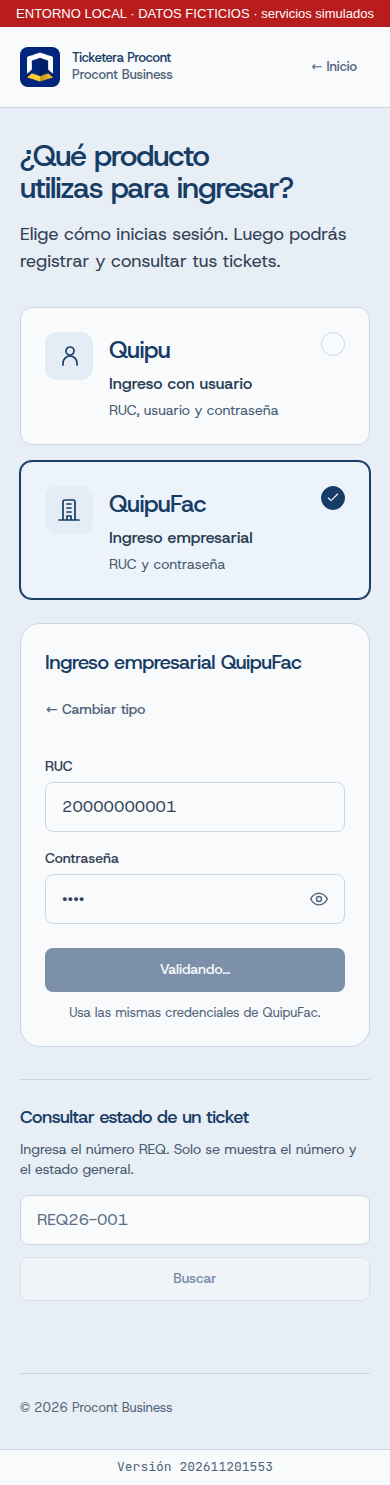 ENTORNO LOCAL · DATOS FICTICIOS · servicios simulados
Ticketera Procont
Procont Business
← Inicio
¿Qué producto
utilizas para ingresar?
Elige cómo inicias sesión. Luego podrás
registrar y consultar tus tickets.
Quipu
Ingreso con usuario
RUC, usuario y contraseña
QuipuFac
Ingreso empresarial
RUC y contraseña
Ingreso empresarial QuipuFac
← Cambiar tipo
RUC
20000000001
Contraseña
••••
Validando…
Usa las mismas credenciales de QuipuFac.
Consultar estado de un ticket
Ingresa el número REQ. Solo se muestra el número y
el estado general.
REQ26-001
Buscar
© 2026 Procont Business
Versión 202611201553